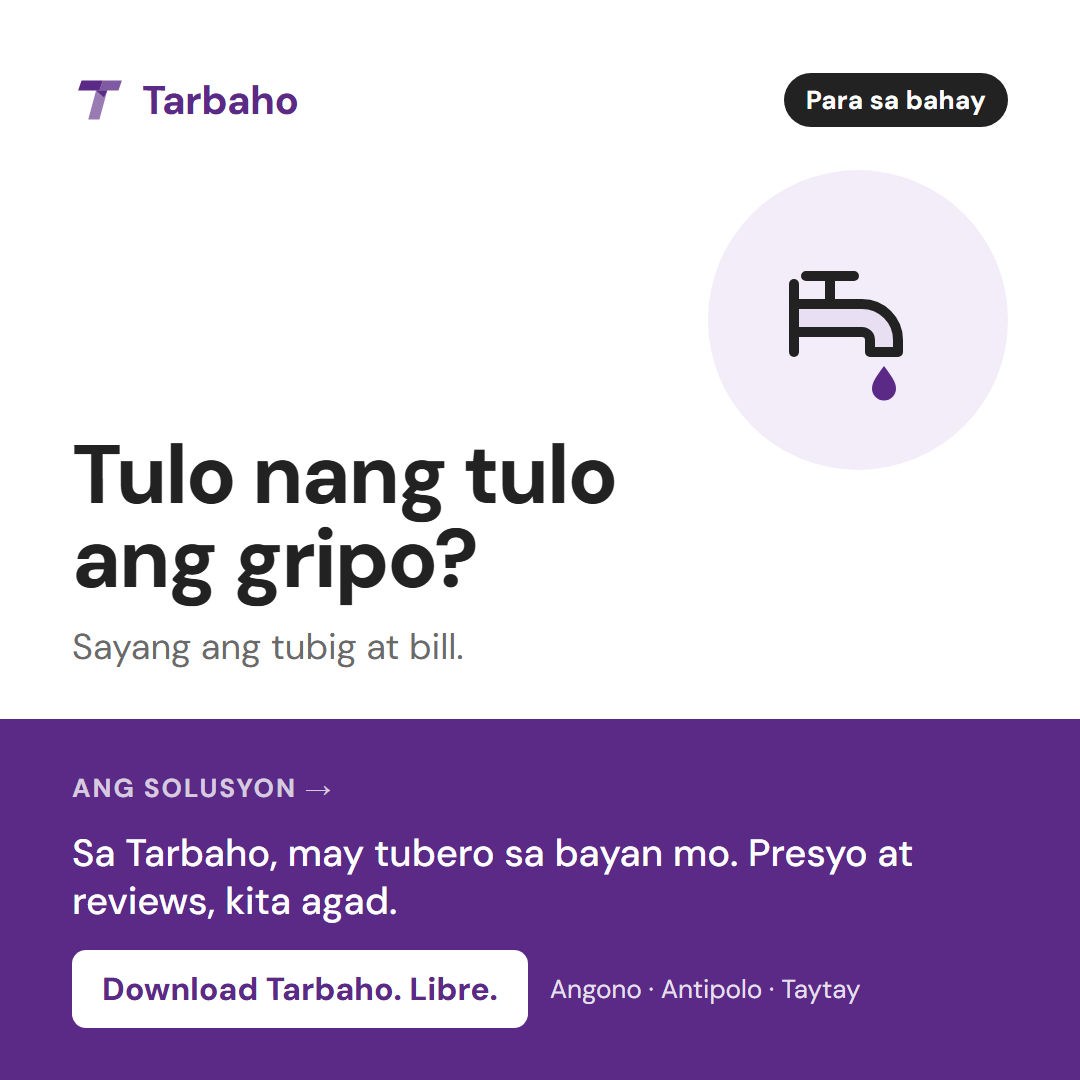 Tarbaho
Para sa bahay
Tulo nang tulo
ang gripo?
Sayang ang tubig at bill.
ANG SOLUSYON →
Sa Tarbaho, may tubero sa bayan mo. Presyo at
reviews, kita agad.
Download Tarbaho. Libre.
Angono · Antipolo · Taytay